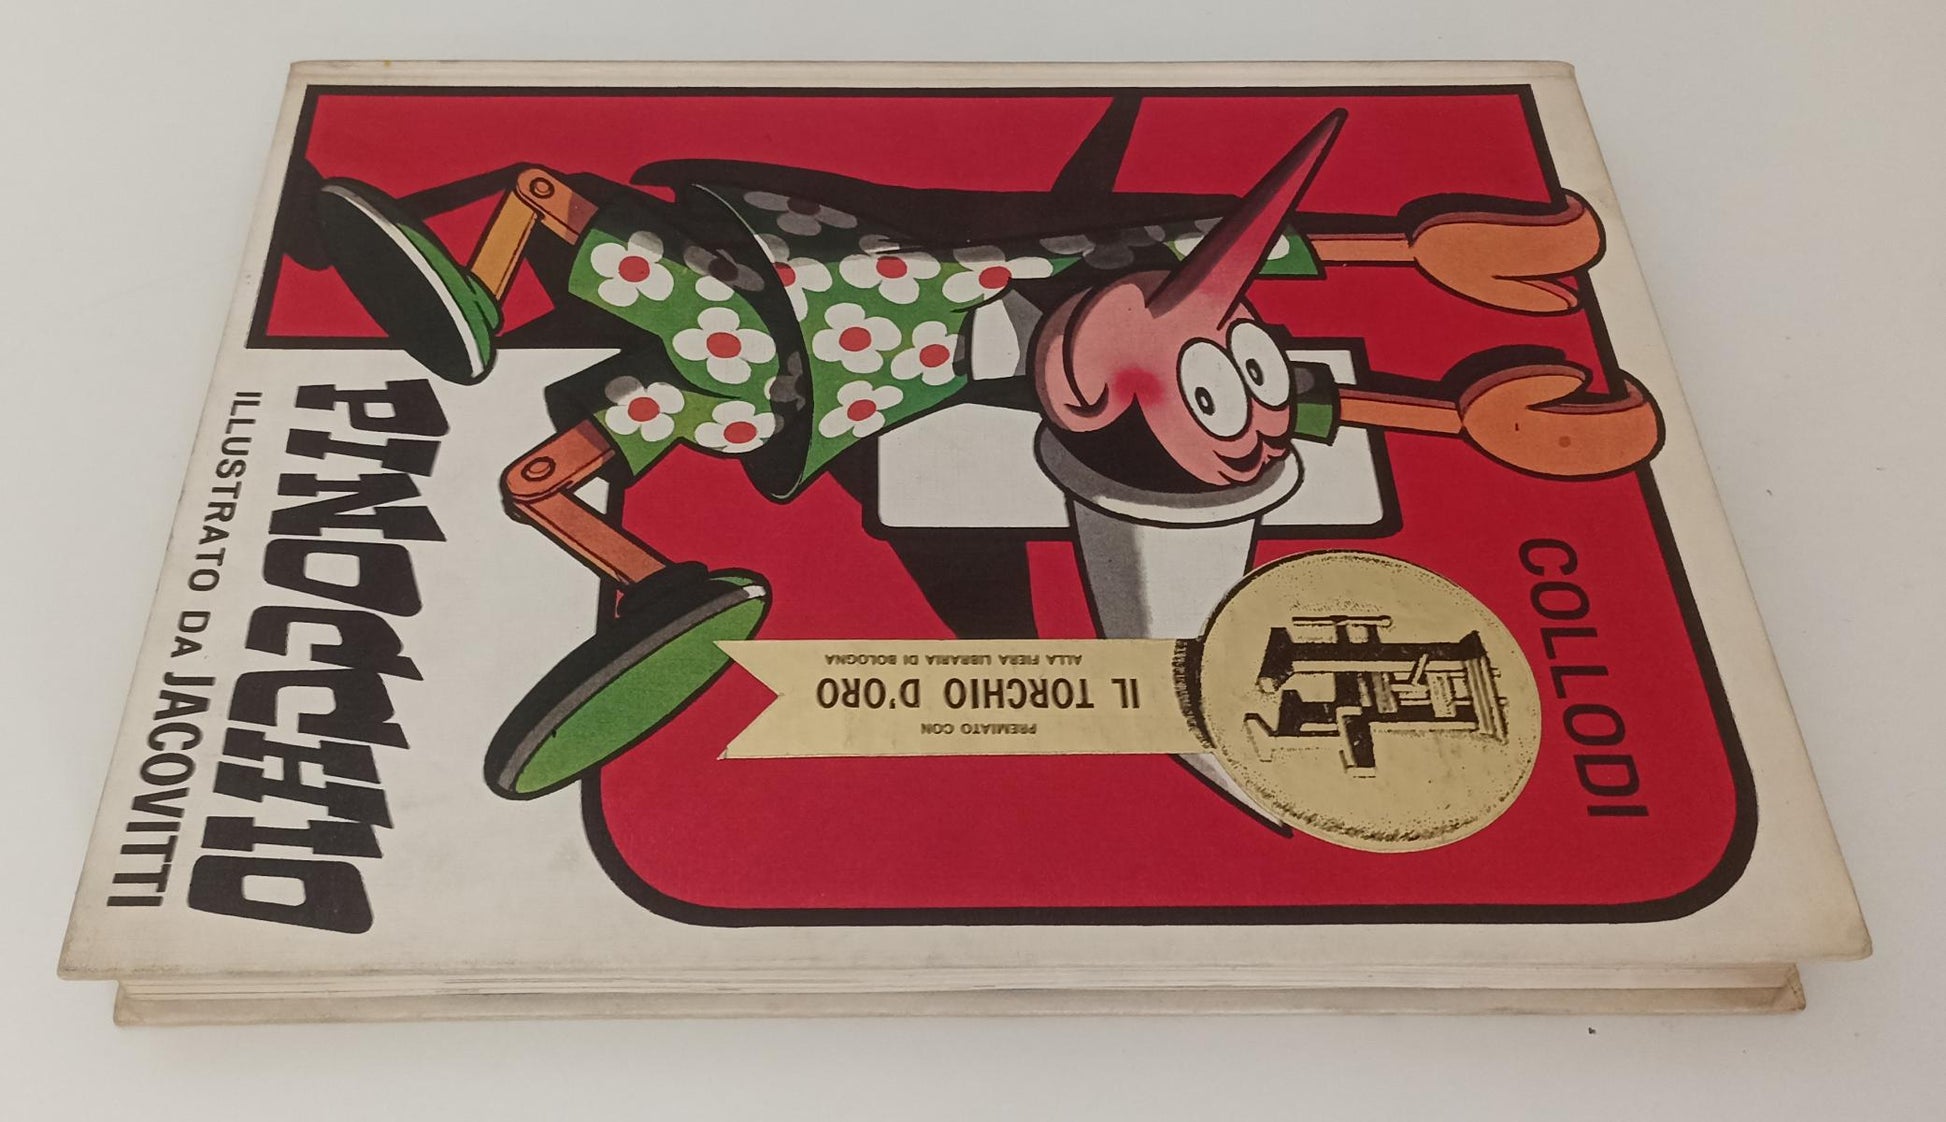 COLLODI
PREMIATO CON
IL TORCHIO D'ORO
ALLA FIERA LIBRARIA DI BOLOGNA
PINOCCHIO
ILLUSTRATO DA JACOVITTI